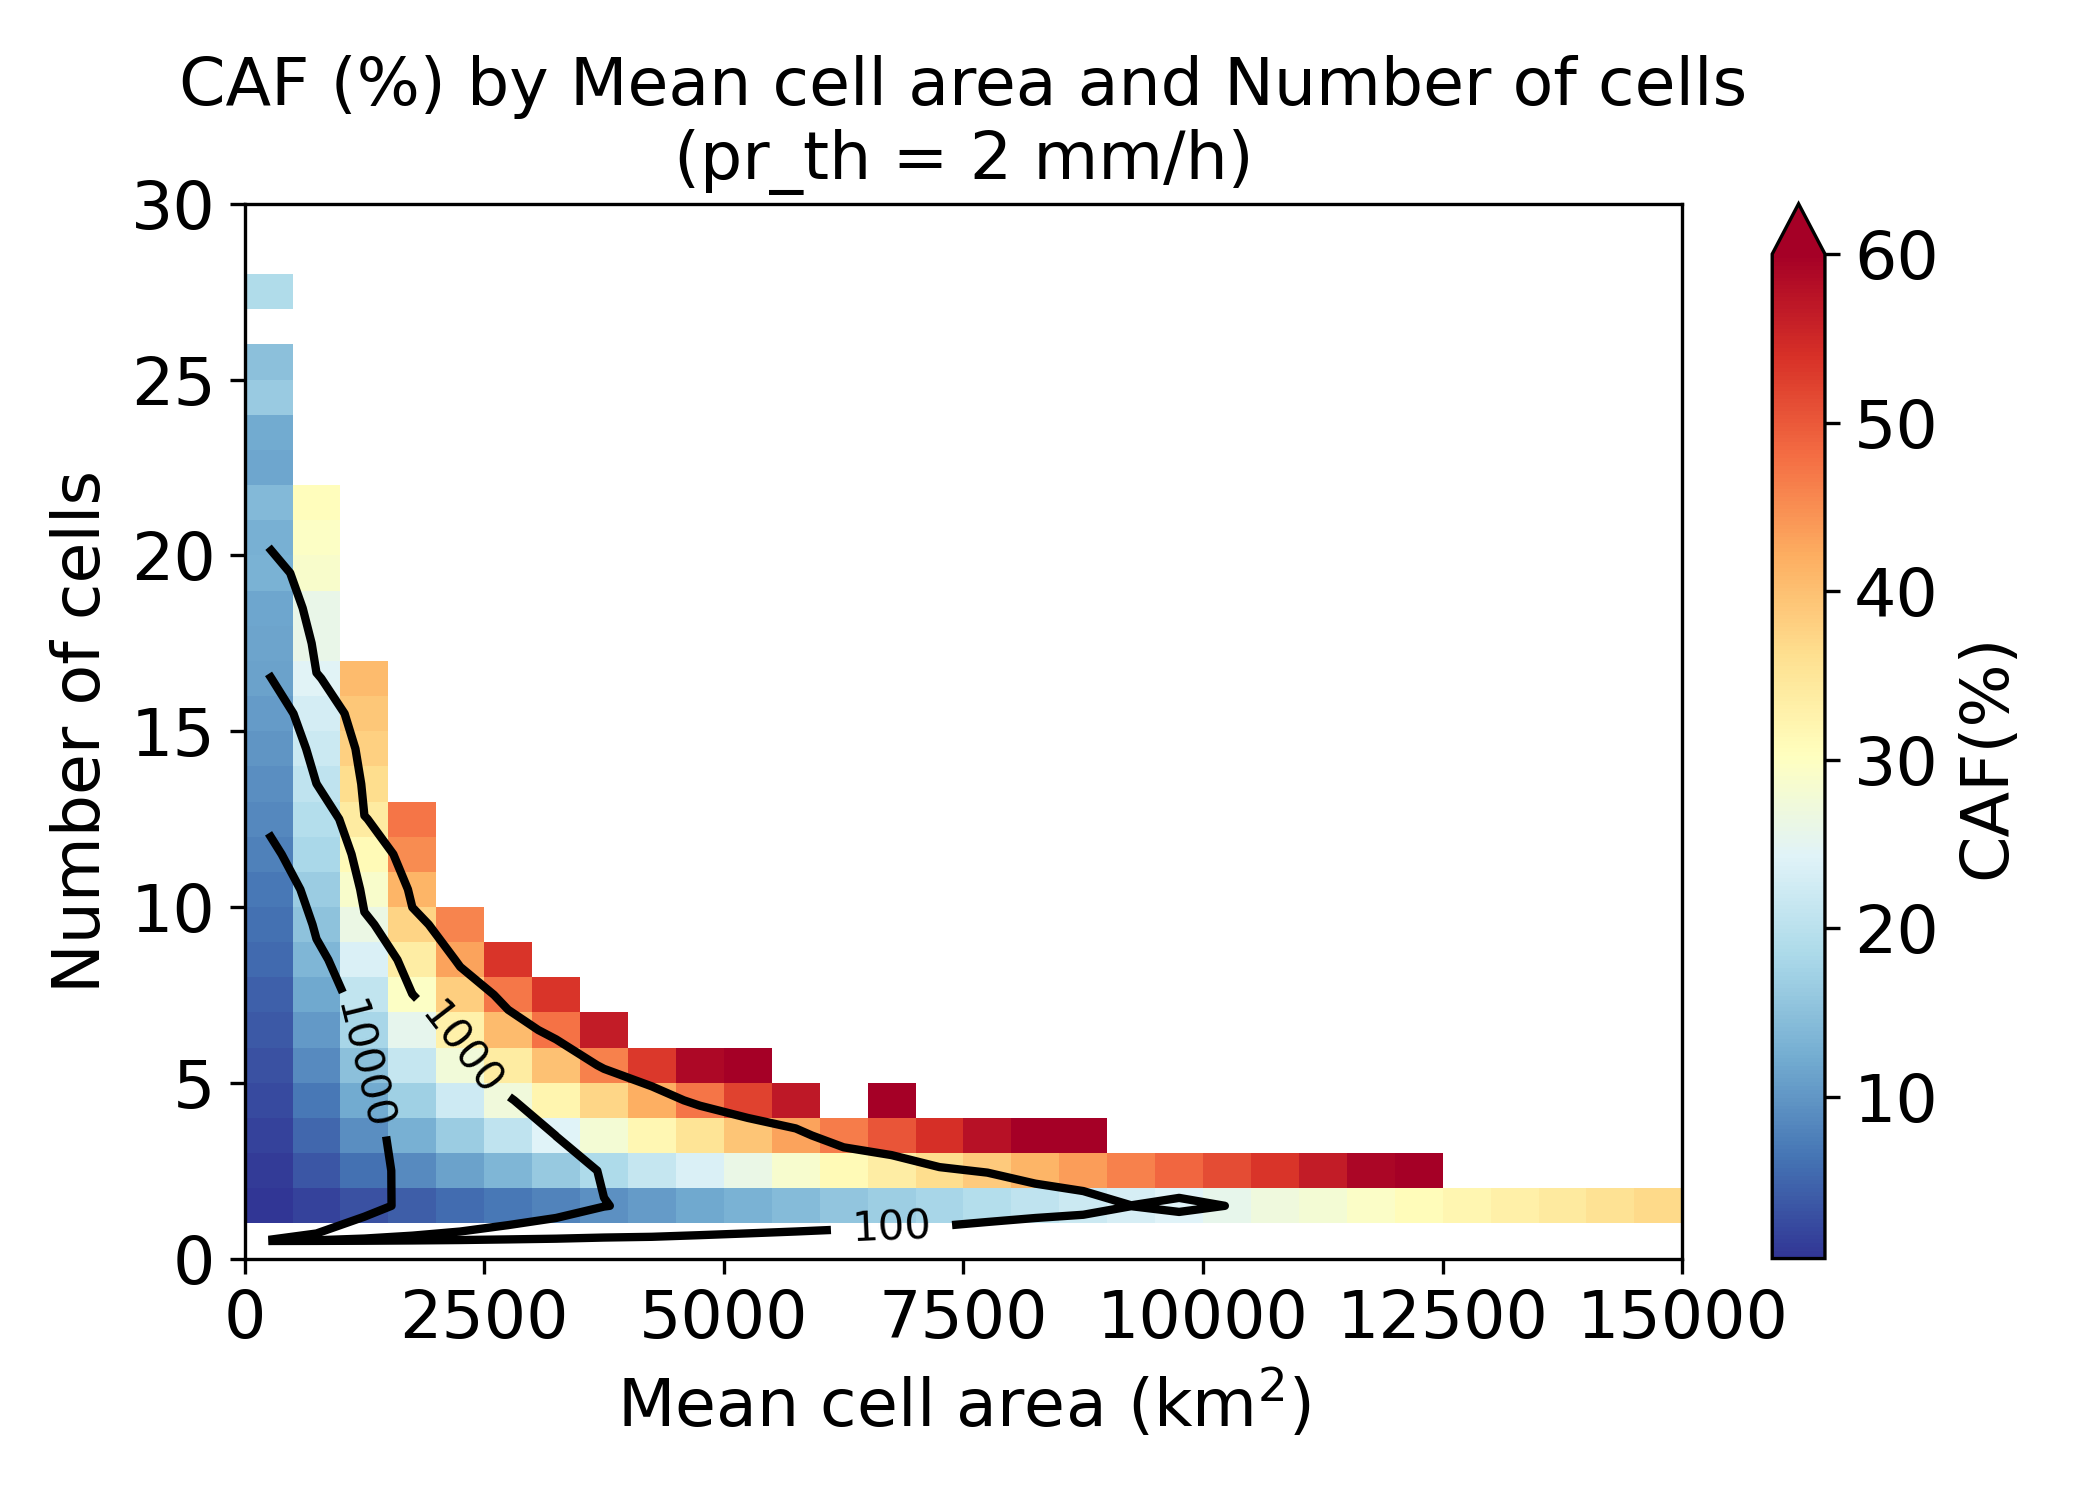 CAF (%) by Mean cell area and Number of cells
(pr_th = 2 mm/h)
30
25
20
15
10
5
0
Number of cells
10000
1000
100
0 2500 5000 7500 10000 12500 15000
Mean cell area (km²)
60
50
40
30
20
10
CAF(%)